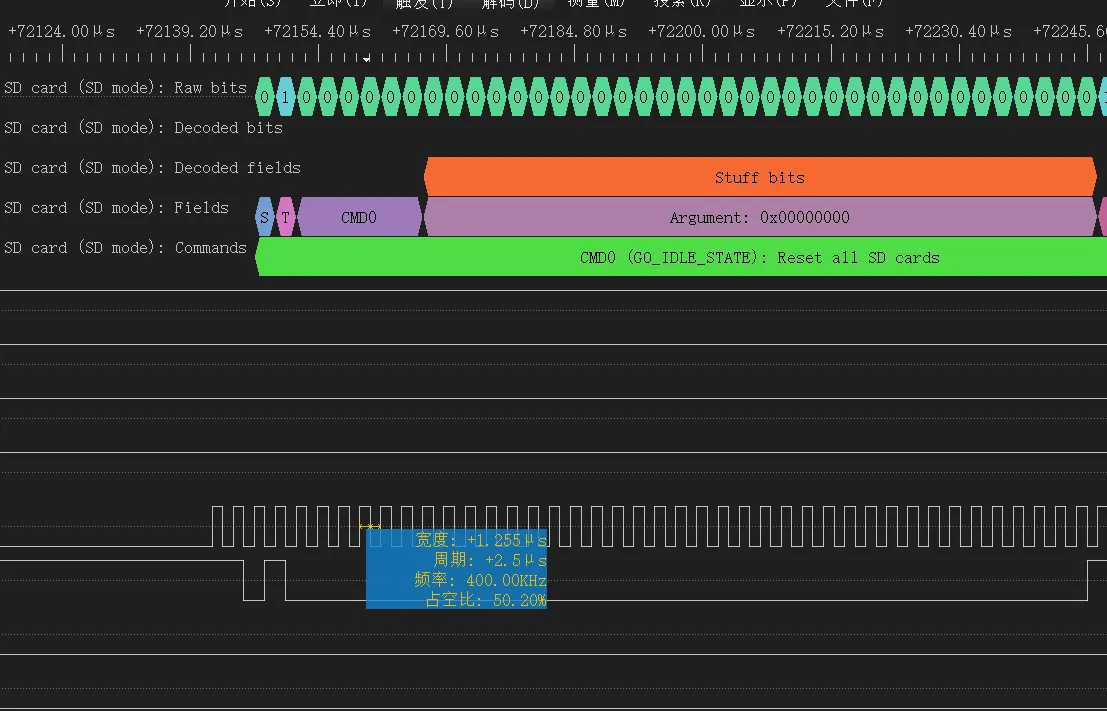 开始(S) 立即(I) 触发(T) 解码(D) 测量(M) 搜索(R) 显示(P) 文件(F)
+72124.00μs +72139.20μs +72154.40μs +72169.60μs +72184.80μs +72200.00μs +72215.20μs +72230.40μs +72245.6
SD card (SD mode): Raw bits 0 1 0 0 0 0 0 0 0 0 0 0 0 0 0 0 0 0 0 0 0 0 0 0 0 0 0 0 0 0 0 0 0 0 0 0 0 0 0 0
SD card (SD mode): Decoded bits
SD card (SD mode): Decoded fields
Stuff bits
SD card (SD mode): Fields S T CMD0 Argument: 0x00000000
SD card (SD mode): Commands
CMD0 (GO_IDLE_STATE): Reset all SD cards
宽度: +1.255μs
周期: +2.5μs
频率: 400.00KHz
占空比: 50.20%